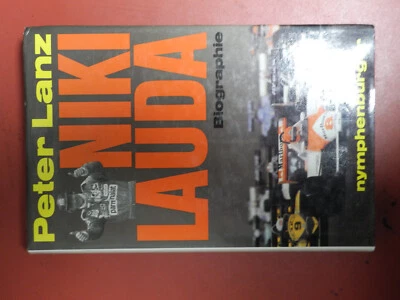 Peter Lanz
NIKI
LAUDA
Biographie
nymphenburger